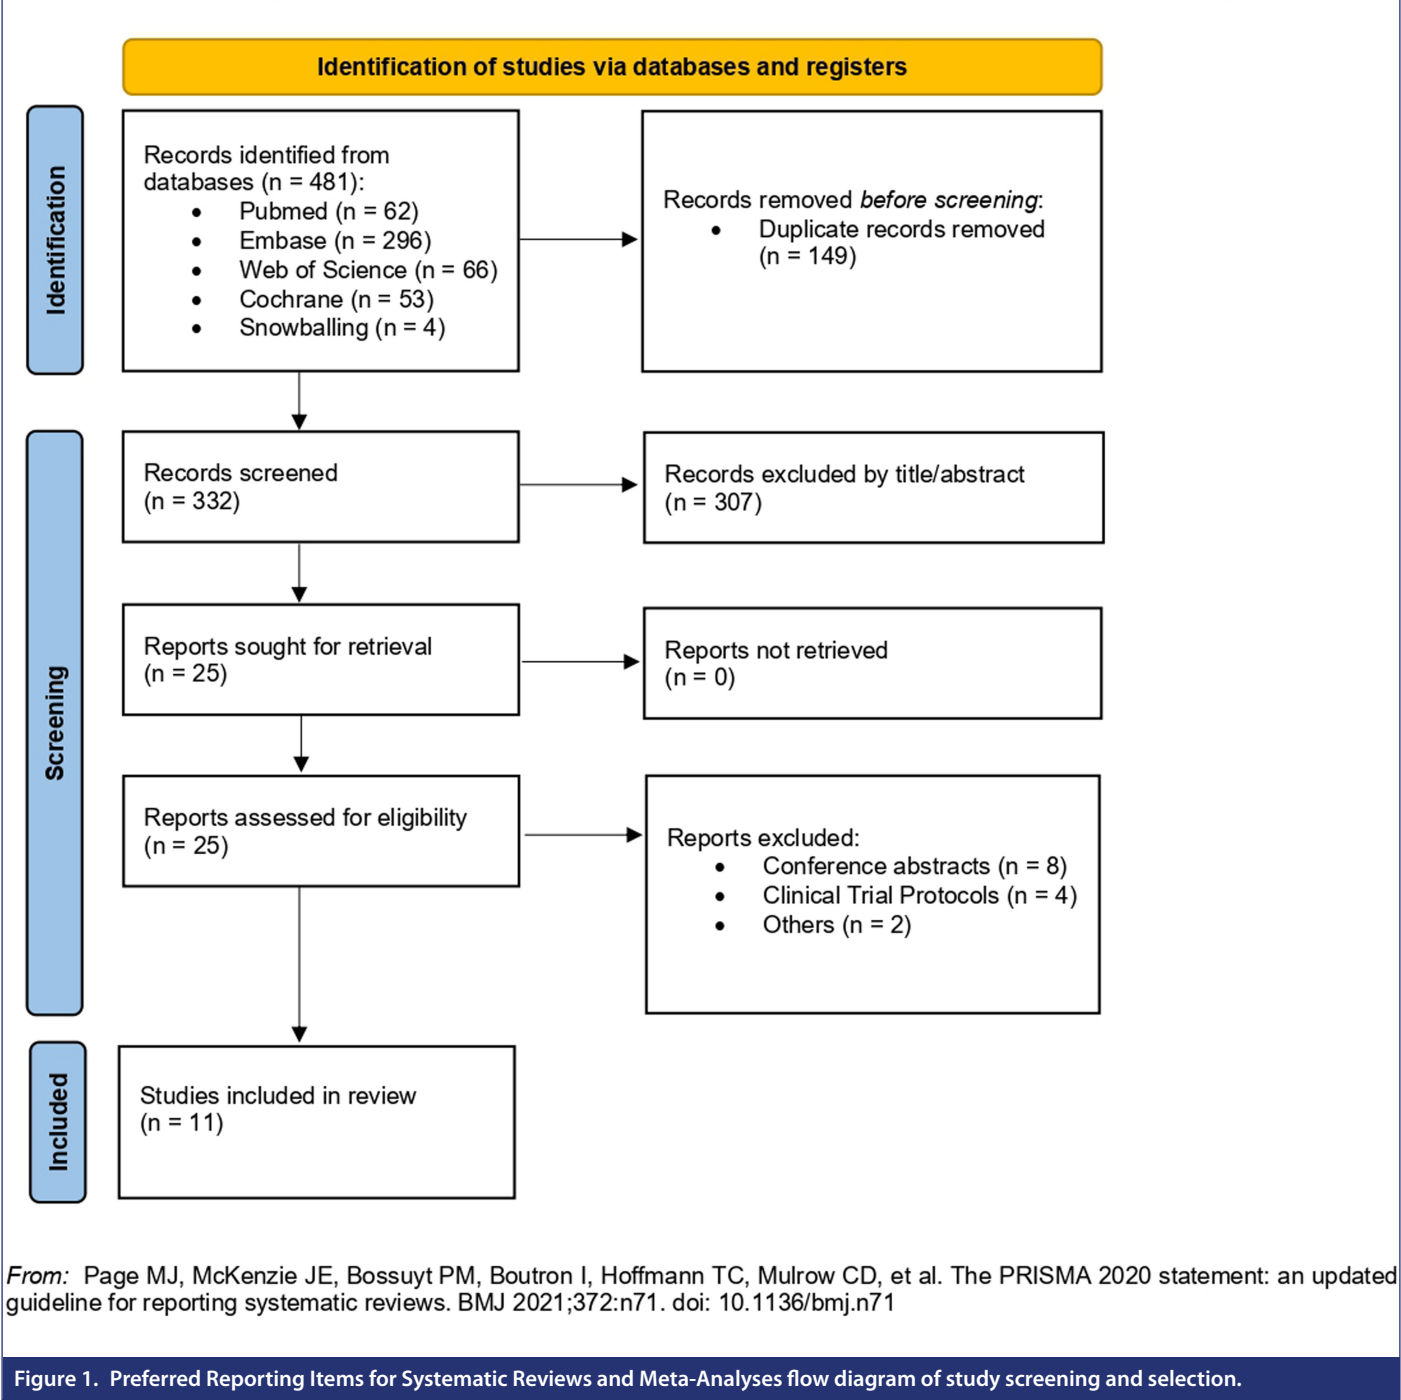 Identification of studies via databases and registers
Identification
Records identified from
databases (n = 481):
• Pubmed (n = 62)
• Embase (n = 296)
• Web of Science (n = 66)
• Cochrane (n = 53)
• Snowballing (n = 4)
Records removed before screening:
• Duplicate records removed
(n = 149)
Screening
Records screened
(n = 332)
Records excluded by title/abstract
(n = 307)
Reports sought for retrieval
(n = 25)
Reports not retrieved
(n = 0)
Reports assessed for eligibility
(n = 25)
Reports excluded:
• Conference abstracts (n = 8)
• Clinical Trial Protocols (n = 4)
• Others (n = 2)
Included
Studies included in review
(n = 11)
From: Page MJ, McKenzie JE, Bossuyt PM, Boutron I, Hoffmann TC, Mulrow CD, et al. The PRISMA 2020 statement: an updated
guideline for reporting systematic reviews. BMJ 2021;372:n71. doi: 10.1136/bmj.n71
Figure 1. Preferred Reporting Items for Systematic Reviews and Meta-Analyses flow diagram of study screening and selection.